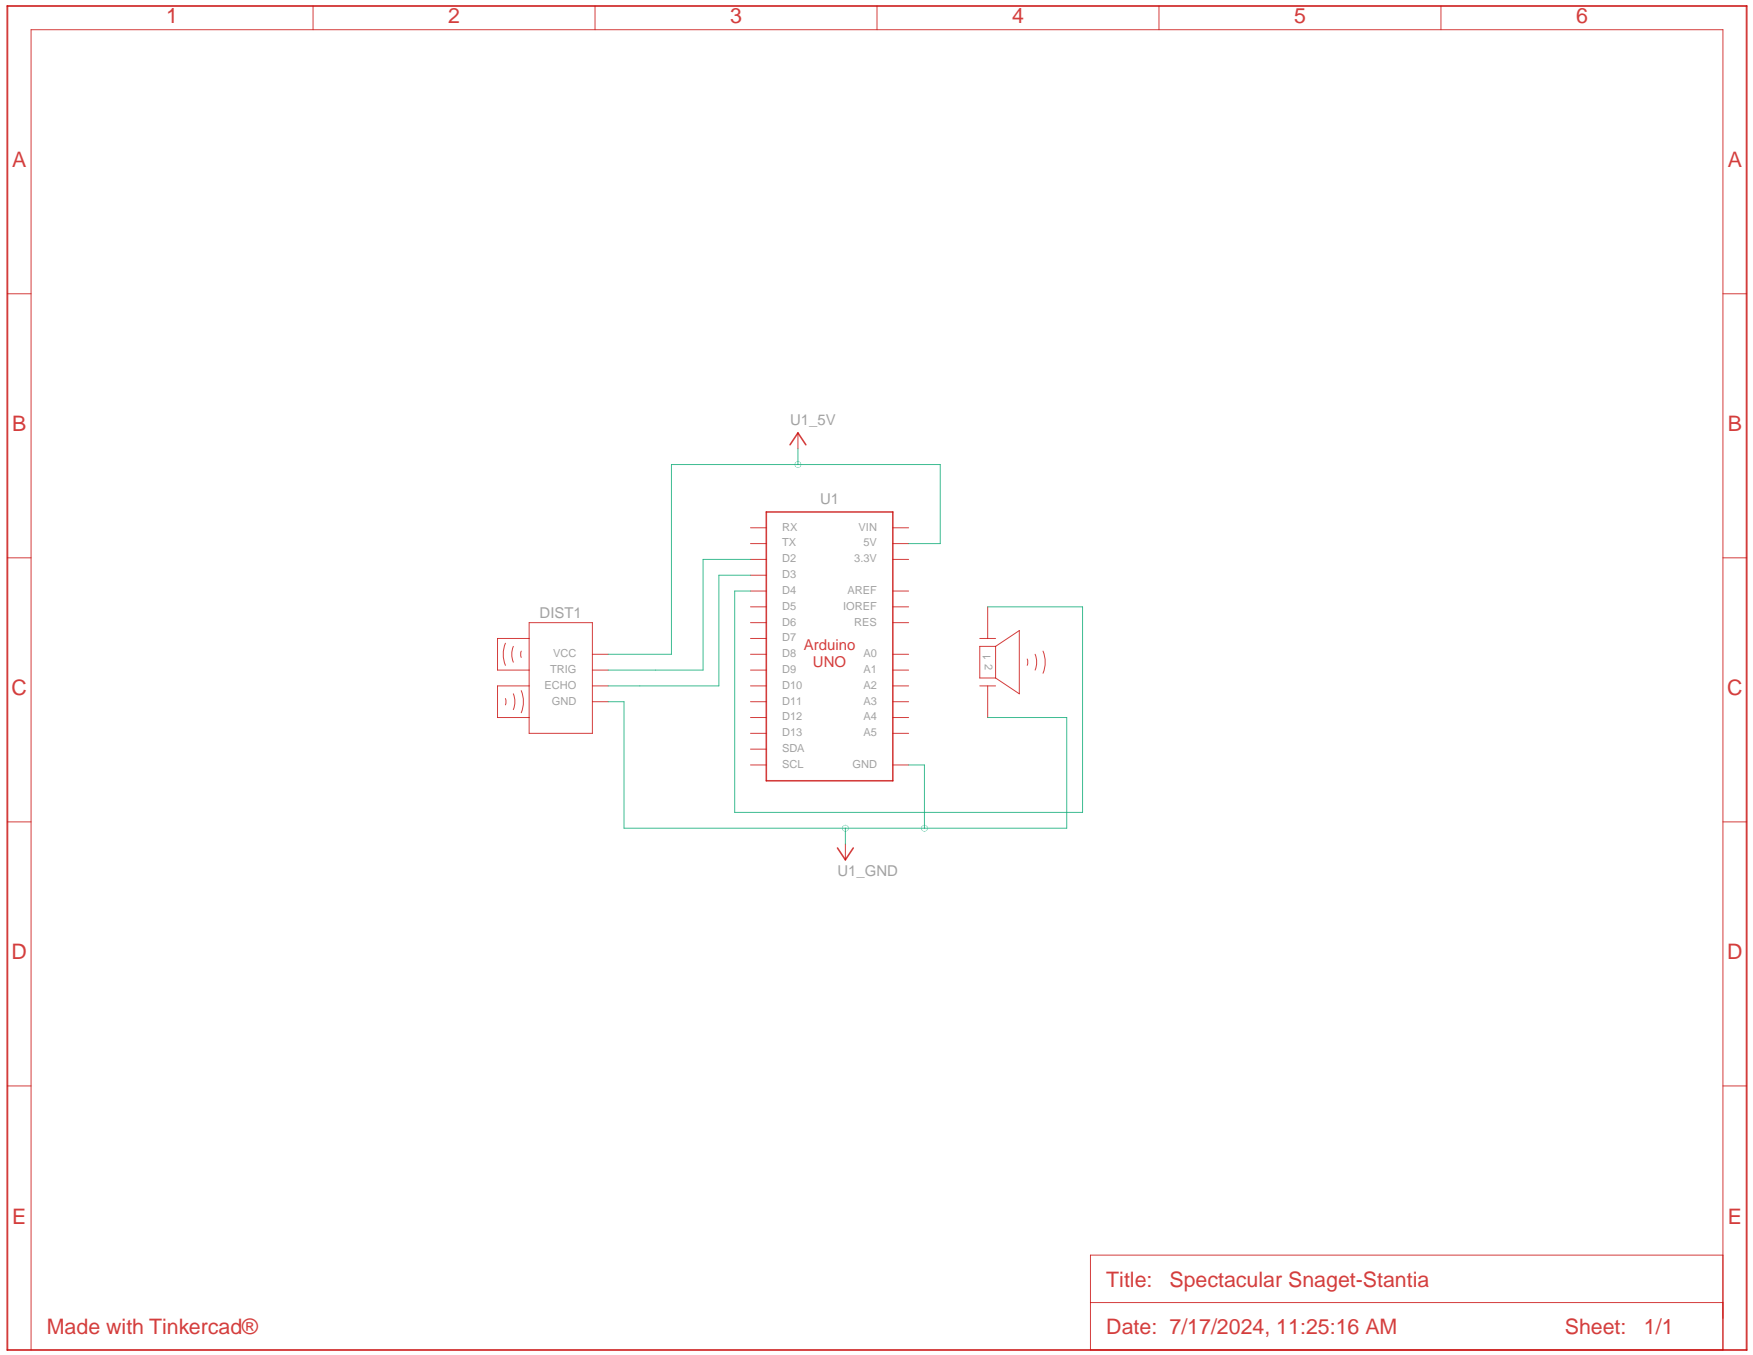 1 2 3 4 5 6
A A
B B
U1_5V
U1
RX VIN
TX 5V
D2 3.3V
D3
D4 AREF
D5 IOREF
D6 RES
D7
Arduino
UNO
D8 A0
D9 A1
D10 A2
D11 A3
D12 A4
D13 A5
SDA
SCL GND
DIST1
VCC
TRIG
ECHO
GND
1
2
C C
U1_GND
D D
E E
Title: Spectacular Snaget-Stantia
Made with Tinkercad®
Date: 7/17/2024, 11:25:16 AM Sheet: 1/1